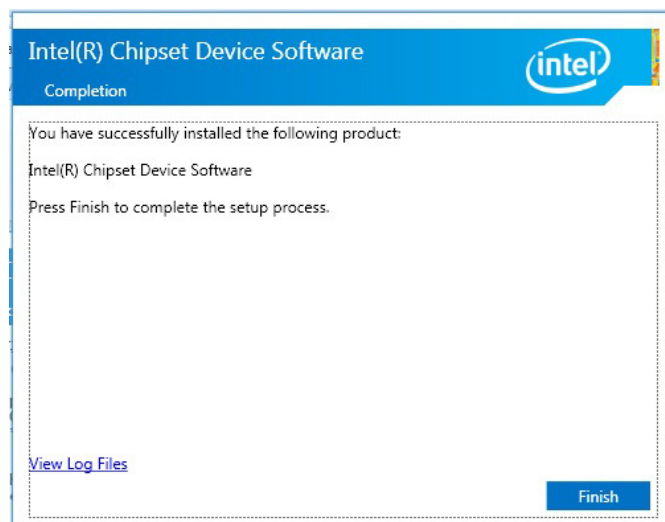 Intel(R) Chipset Device Software
intel
Completion
You have successfully installed the following product:
Intel(R) Chipset Device Software
Press Finish to complete the setup process.
View Log Files
Finish